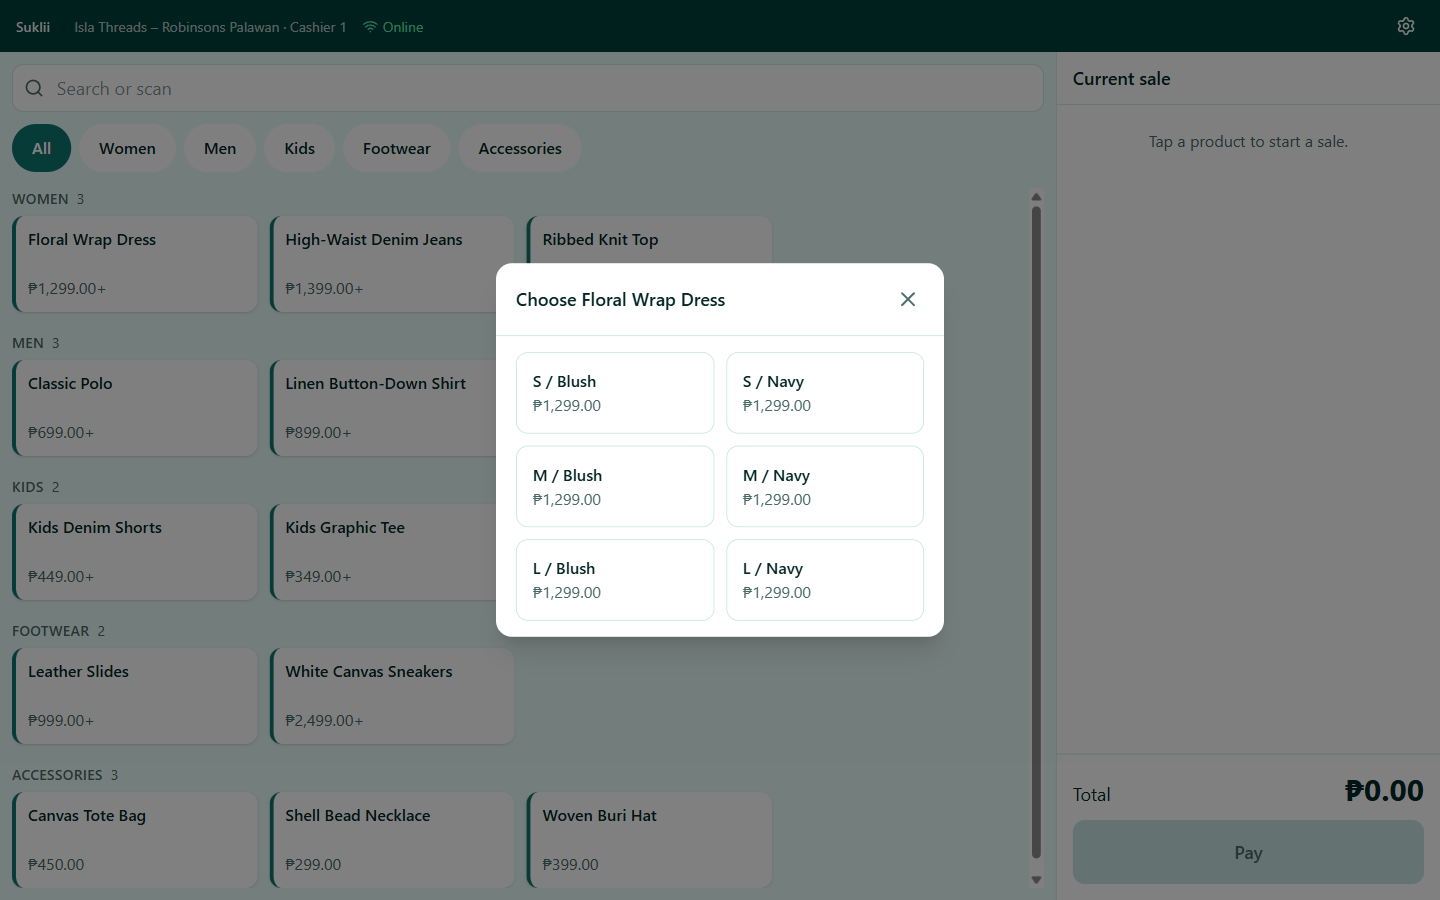 Suklii Isla Threads – Robinsons Palawan · Cashier 1 Online
Search or scan
All Women Men Kids Footwear Accessories
WOMEN 3
Floral Wrap Dress
₱1,299.00+
High-Waist Denim Jeans
₱1,399.00+
Ribbed Knit Top
MEN 3
Classic Polo
₱699.00+
Linen Button-Down Shirt
₱899.00+
KIDS 2
Kids Denim Shorts
₱449.00+
Kids Graphic Tee
₱349.00+
FOOTWEAR 2
Leather Slides
₱999.00+
White Canvas Sneakers
₱2,499.00+
ACCESSORIES 3
Canvas Tote Bag
₱450.00
Shell Bead Necklace
₱299.00
Woven Buri Hat
₱399.00
Choose Floral Wrap Dress
S / Blush
₱1,299.00
S / Navy
₱1,299.00
M / Blush
₱1,299.00
M / Navy
₱1,299.00
L / Blush
₱1,299.00
L / Navy
₱1,299.00
Current sale
Tap a product to start a sale.
Total ₱0.00
Pay